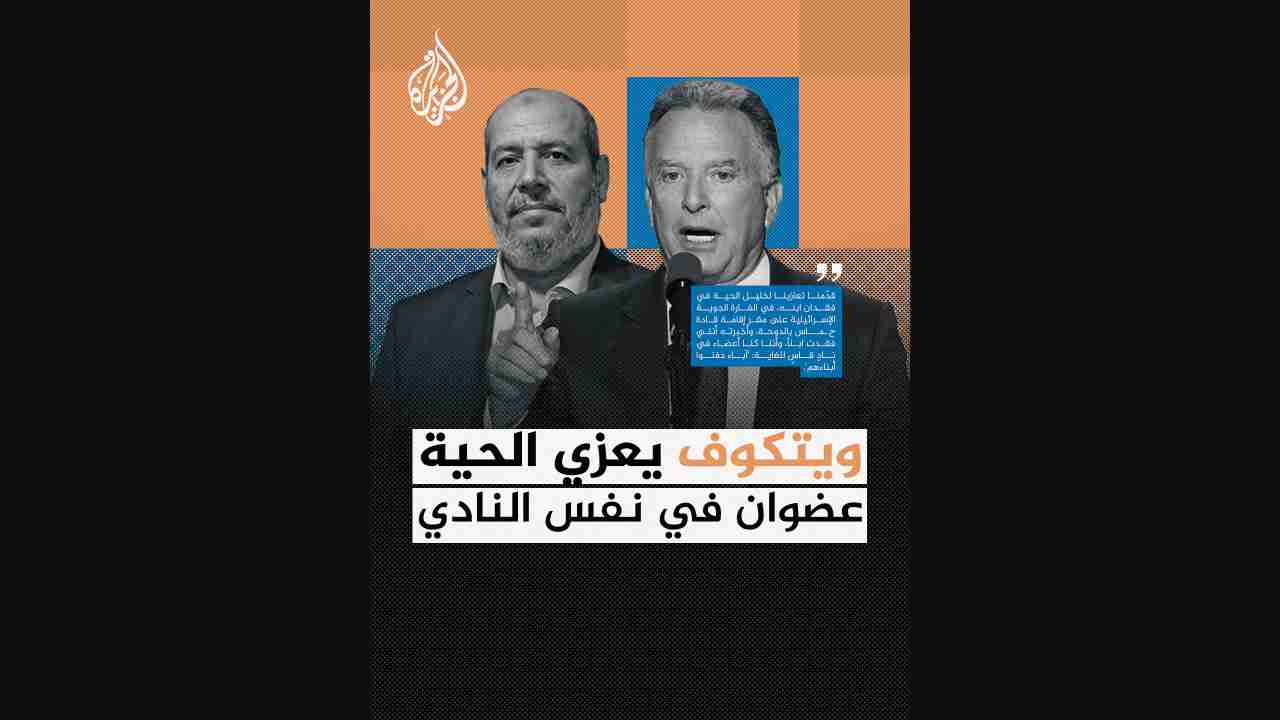 الجزيرة
قدّمنا تعازينا لخليل الحية في
فقدان ابنه، في الغارة الجوية
الإسرائيلية على مقر إقامة قادة
حـمـاس بالدوحة، وأخبرته أنني
فقدت ابنًا، وأننا كنا أعضاء في
نادٍ قاسٍ للغاية: "آباء دفنوا
أبناءهم".
ويتكوف يعزي الحية
عضوان في نفس النادي